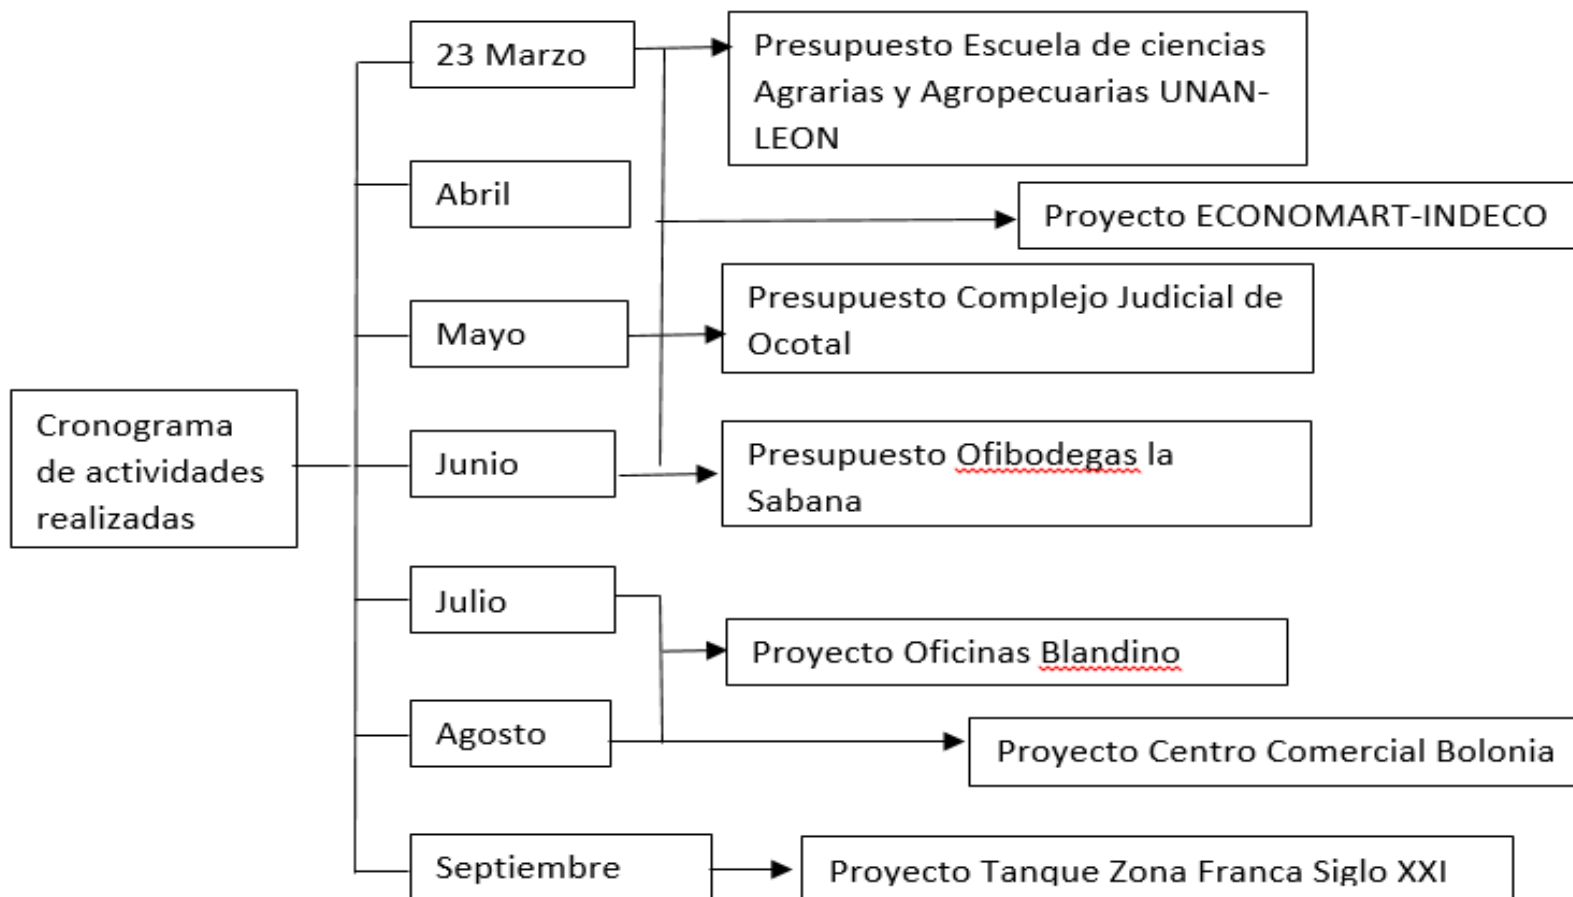 23 Marzo
Presupuesto Escuela de ciencias
Agrarias y Agropecuarias UNAN-
LEON
Abril
Proyecto ECONOMART-INDECO
Mayo
Presupuesto Complejo Judicial de
Ocotal
Cronograma
de actividades
realizadas
Junio
Presupuesto Ofibodegas la
Sabana
Julio
Proyecto Oficinas Blandino
Agosto
Proyecto Centro Comercial Bolonia
Septiembre
Proyecto Tanque Zona Franca Siglo XXI